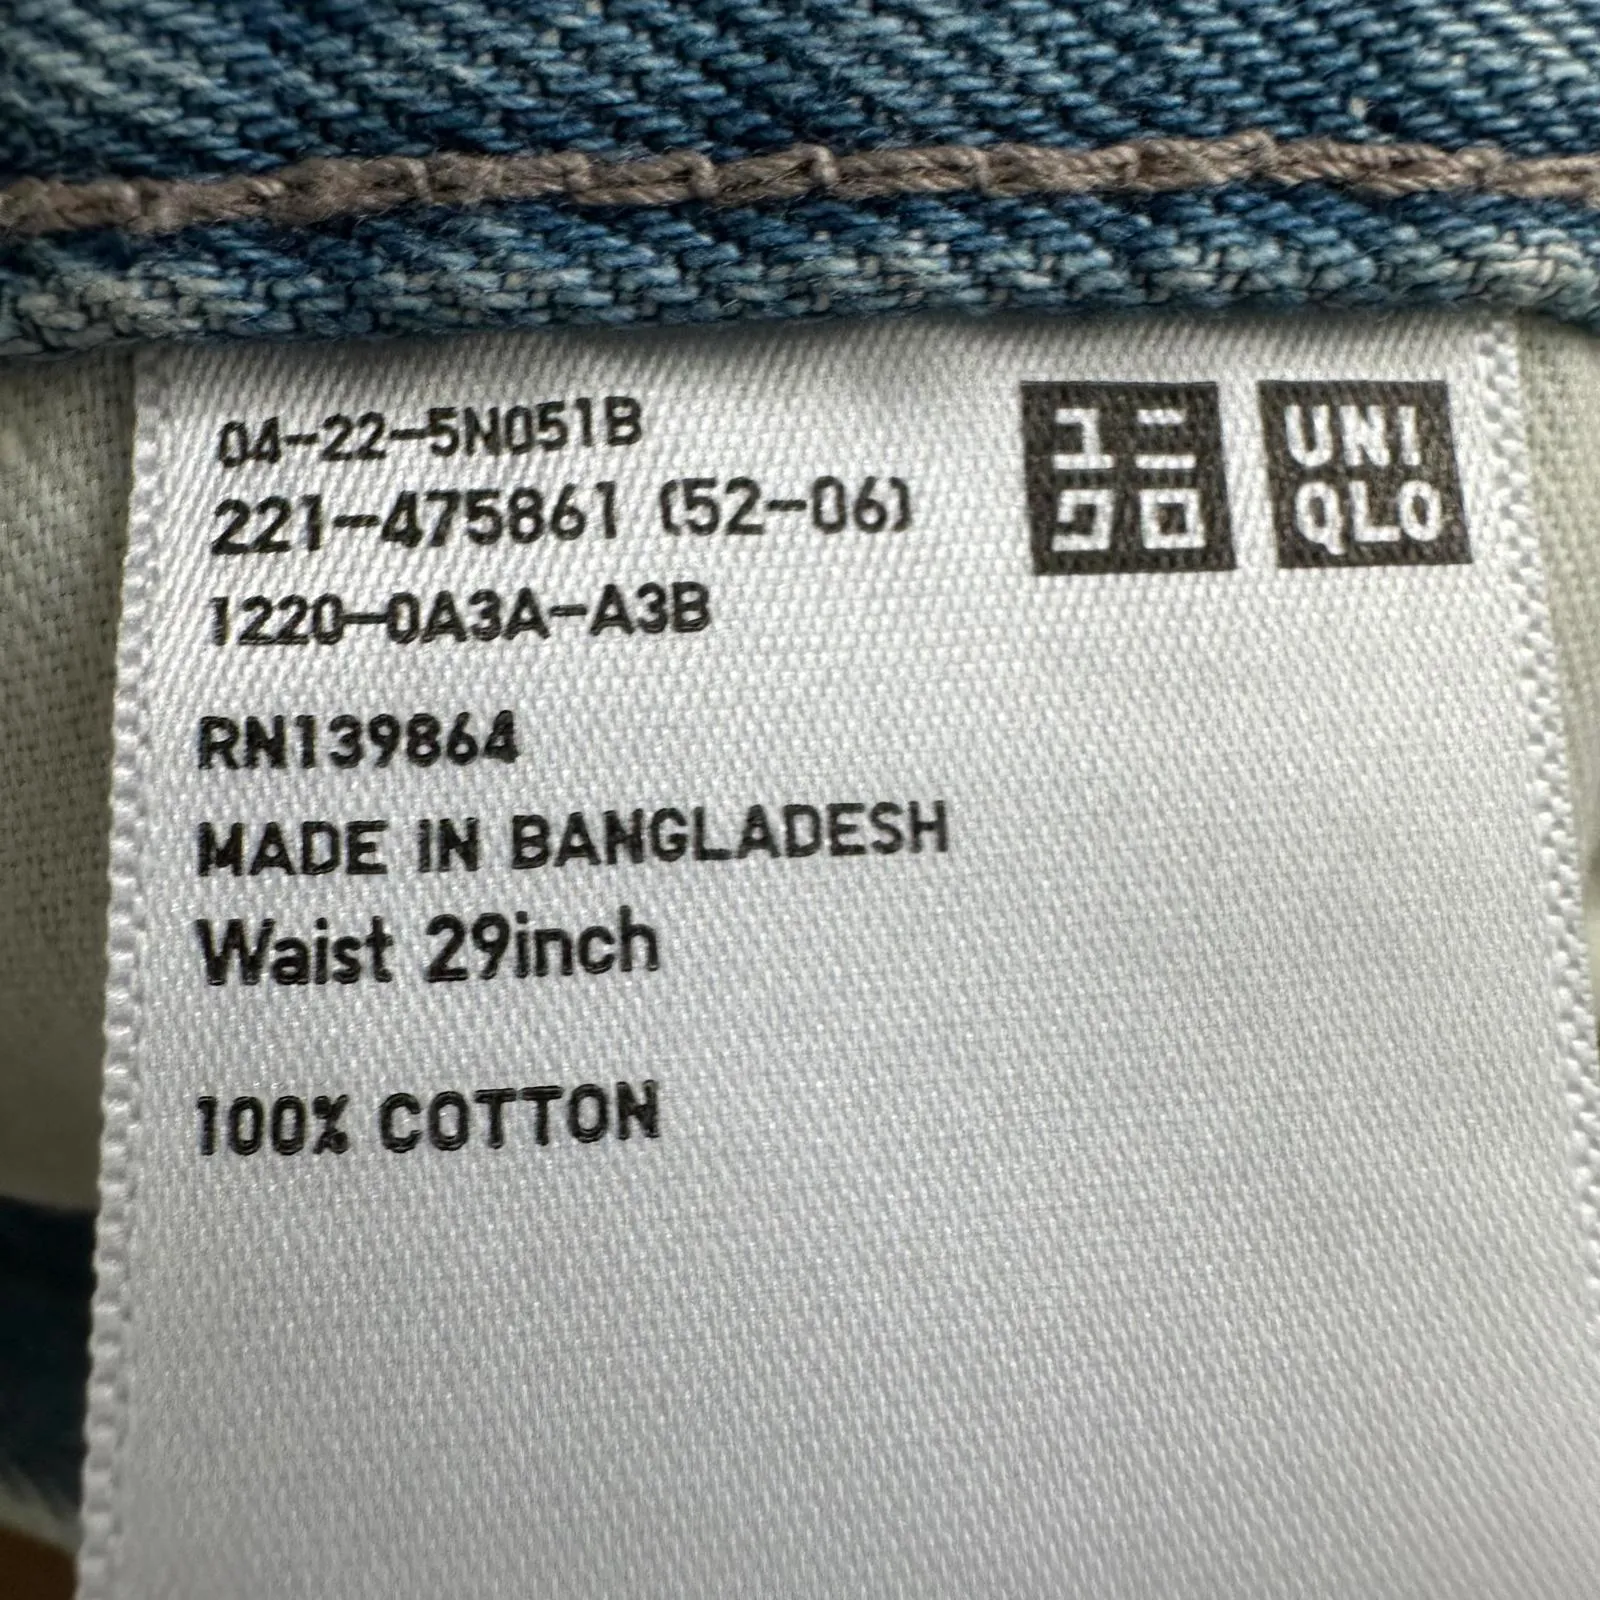 04-22-5N051B
221-475861 (52-06)
1220-0A3A-A3B
ユニ
クロ
UNI
QLO
RN139864
MADE IN BANGLADESH
Waist 29inch
100% COTTON